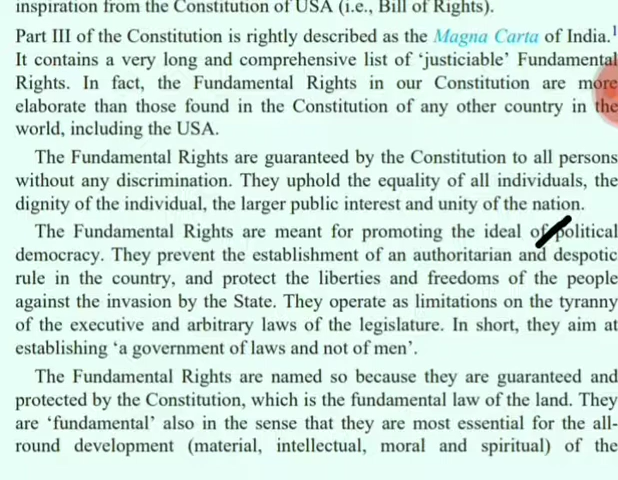 inspiration from the Constitution of USA (i.e., Bill of Rights).
Part III of the Constitution is rightly described as the Magna Carta of India.1
It contains a very long and comprehensive list of ‘justiciable’ Fundamental
Rights. In fact, the Fundamental Rights in our Constitution are more
elaborate than those found in the Constitution of any other country in the
world, including the USA.
The Fundamental Rights are guaranteed by the Constitution to all persons
without any discrimination. They uphold the equality of all individuals, the
dignity of the individual, the larger public interest and unity of the nation.
The Fundamental Rights are meant for promoting the ideal of political
democracy. They prevent the establishment of an authoritarian and despotic
rule in the country, and protect the liberties and freedoms of the people
against the invasion by the State. They operate as limitations on the tyranny
of the executive and arbitrary laws of the legislature. In short, they aim at
establishing ‘a government of laws and not of men’.
The Fundamental Rights are named so because they are guaranteed and
protected by the Constitution, which is the fundamental law of the land. They
are ‘fundamental’ also in the sense that they are most essential for the all-
round development (material, intellectual, moral and spiritual) of the